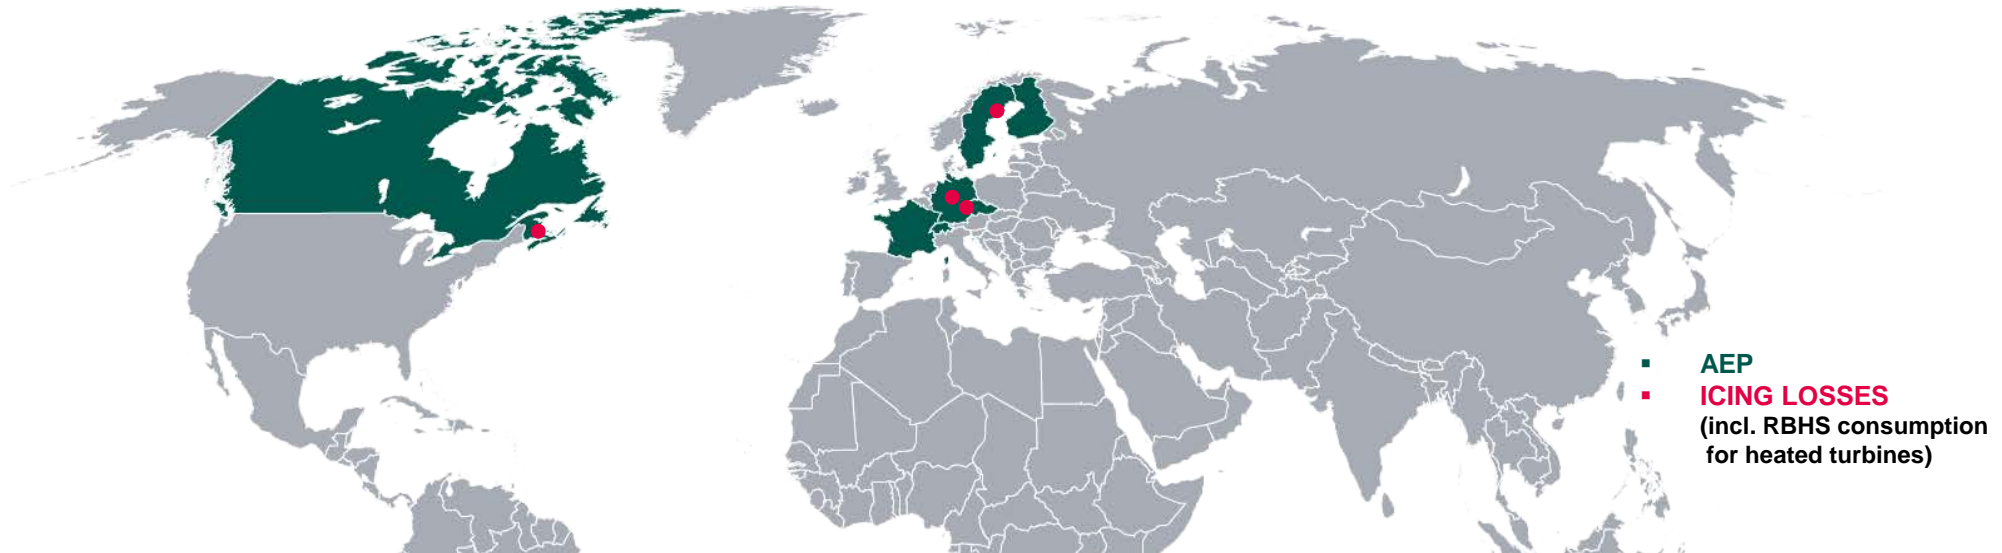 AEP
ICING LOSSES
(incl. RBHS consumption
for heated turbines)